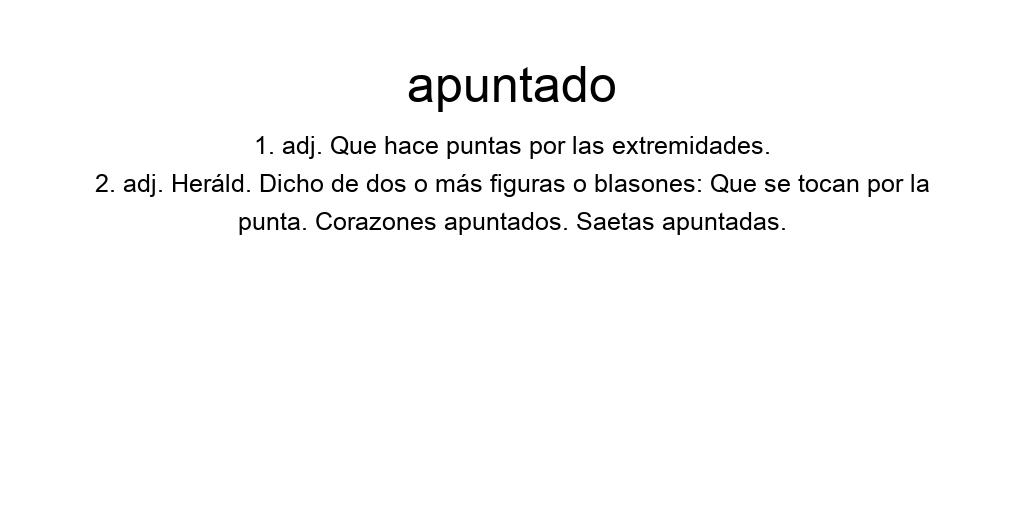 apuntado
1. adj. Que hace puntas por las extremidades.
2. adj. Heráld. Dicho de dos o más figuras o blasones: Que se tocan por la
punta. Corazones apuntados. Saetas apuntadas.